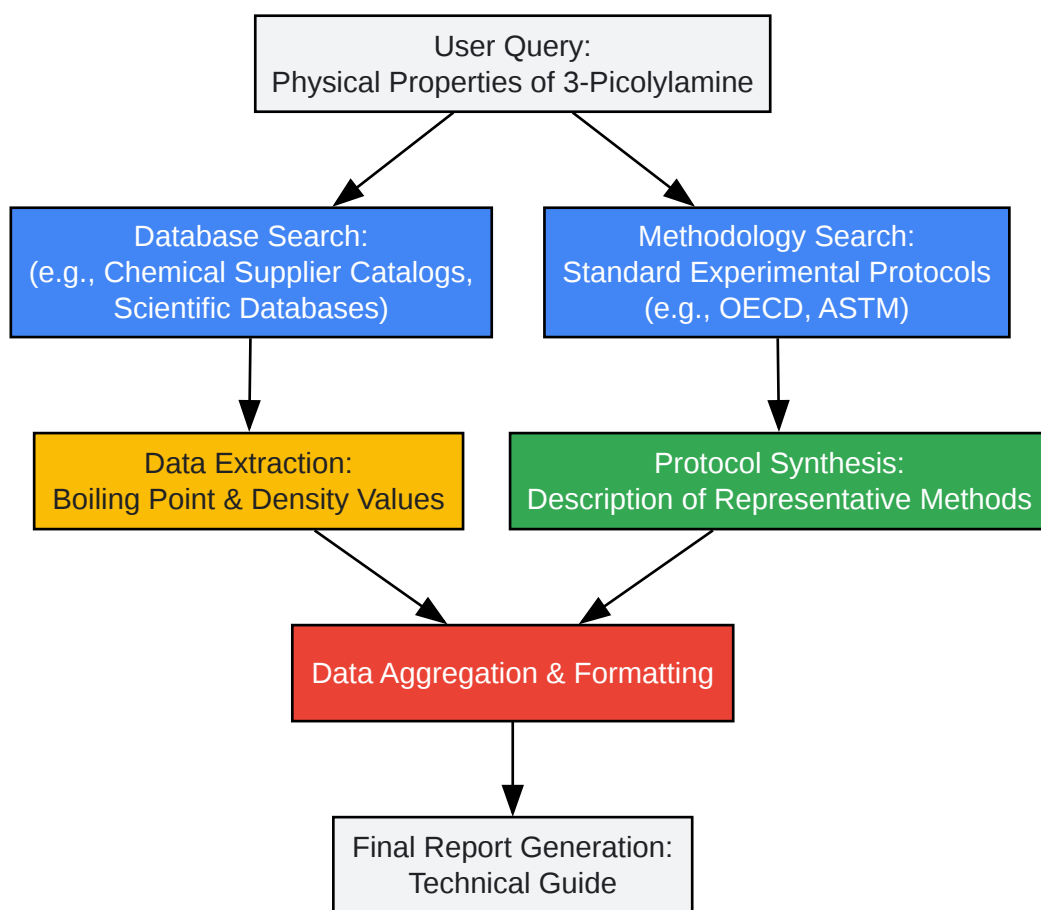 User Query:
Physical Properties of 3-Picolylamine
Database Search:
(e.g., Chemical Supplier Catalogs,
Scientific Databases)
Methodology Search:
Standard Experimental Protocols
(e.g., OECD, ASTM)
Data Extraction:
Boiling Point & Density Values
Protocol Synthesis:
Description of Representative Methods
Data Aggregation & Formatting
Final Report Generation:
Technical Guide